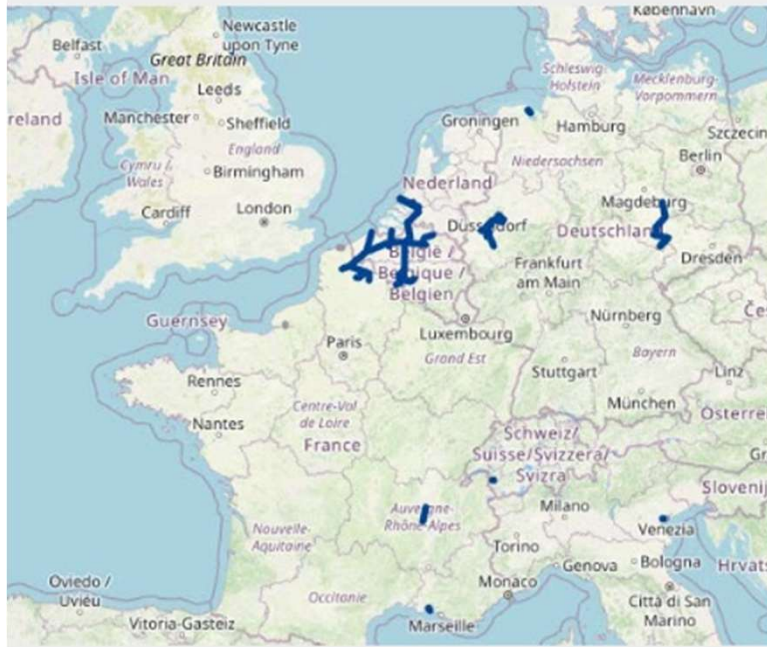 København
Newcastle
upon Tyne
Belfast
Great Britain
Isle of Man
Schleswig-
Holstein
Mecklenburg-
Vorpommern
Leeds
reland
Manchester
Sheffield
Groningen
Hamburg
Szczecin
England
Niedersachsen
Berlin
Cymru /
Wales
Birmingham
Nederland
Magdeburg
Cardiff
London
Düsseldorf
Deutschland
België /
Belgique /
Belgien
Dresden
Frankfurt
am Main
Če
Guernsey
Nürnberg
Luxembourg
Paris
Grand Est
Bayern
Stuttgart
Linz
Rennes
München
Österre
Centre-Val
de Loire
Nantes
France
Schweiz/
Suisse/Svizzera/
Svizra
Gr
Slovenij
Auvergne-
Rhône-Alpes
Milano
Nouvelle-
Aquitaine
Venezia
Torino
Genova
Bologna
Hrvats
Oviedo /
Uviéu
Monaco
Occitanie
Città di San
Marino
Vitoria-Gasteiz
Marseille